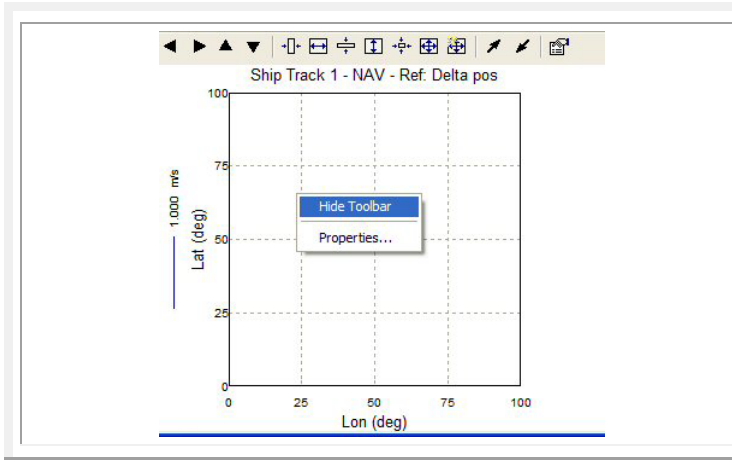 Ship Track 1 - NAV - Ref: Delta pos
100
75
50
25
0
1.000 m/s
Lat (deg)
Hide Toolbar
Properties...
0 25 50 75 100
Lon (deg)